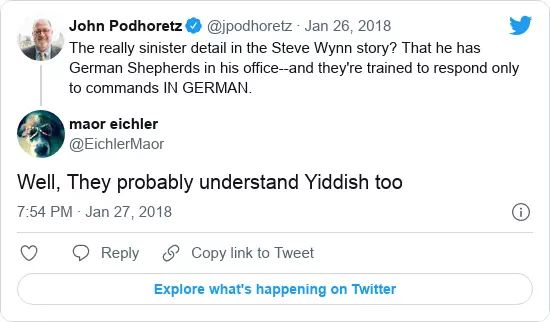 John Podhoretz @jpodhoretz · Jan 26, 2018
The really sinister detail in the Steve Wynn story? That he has
German Shepherds in his office--and they're trained to respond only
to commands IN GERMAN.
maor eichler
@EichlerMaor
Well, They probably understand Yiddish too
7:54 PM · Jan 27, 2018
Reply Copy link to Tweet
Explore what's happening on Twitter